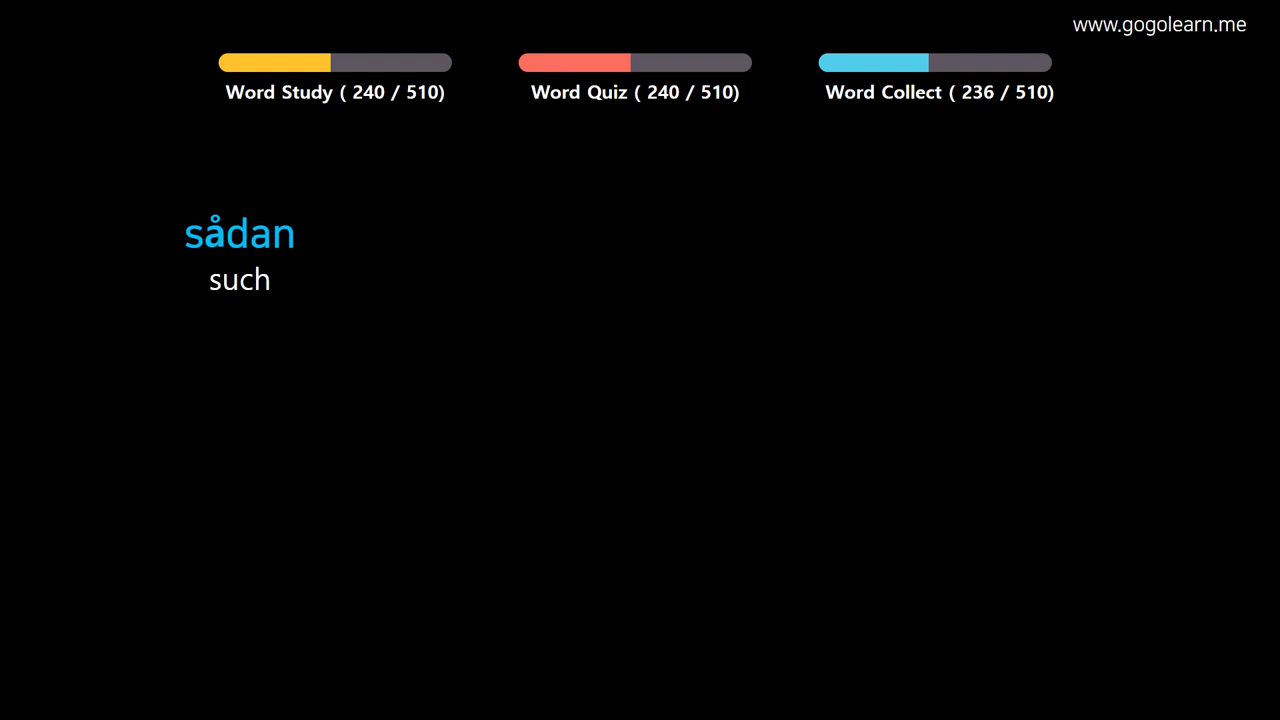 www.gogolearn.me
Word Study ( 240 / 510)
Word Quiz ( 240 / 510)
Word Collect ( 236 / 510)
sådan
such